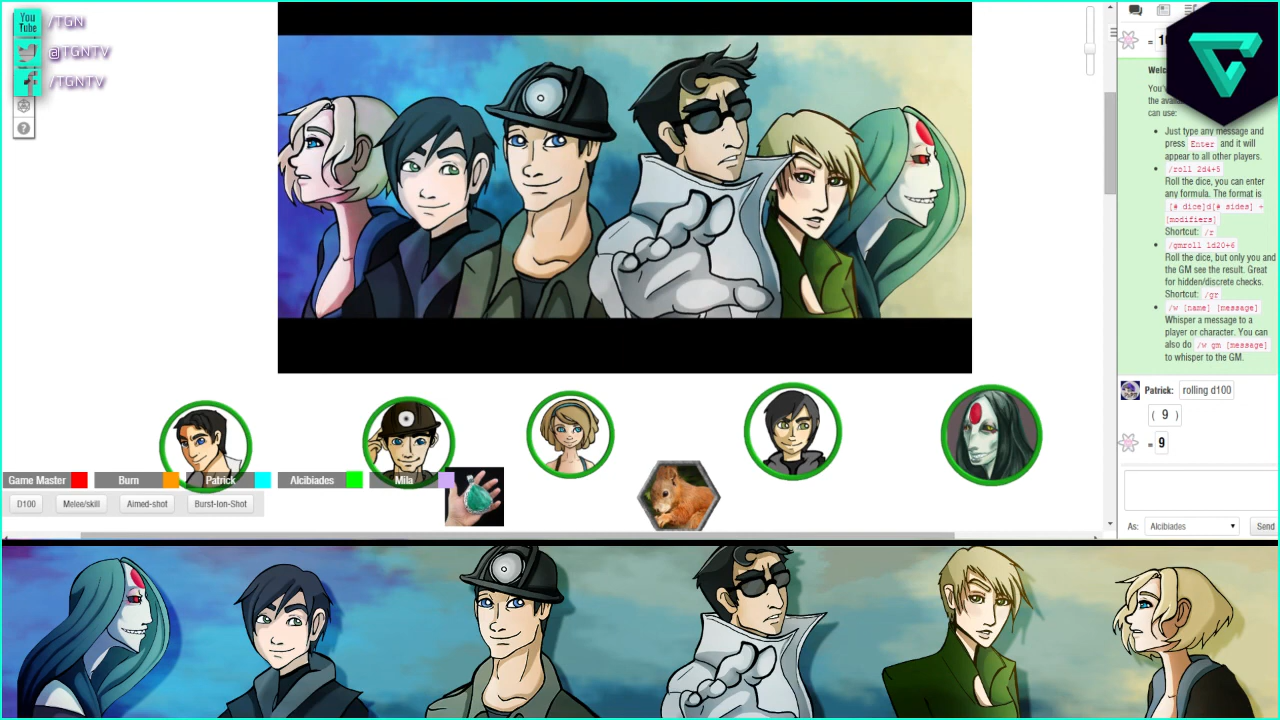 You
Tube
/TGN
@TGNTV
/TGNTV
Game Master
Burn
Patrick
Alcibiades
Mila
D100
Melee/skill
Aimed-shot
Burst-Ion-Shot
Just type any message and
press Enter and it will
appear to all other players.
/roll 2d4+5
Roll the dice, you can enter
any formula. The format is
[# dice]d[# sides] +
[modifiers]
Shortcut: /r
/gmroll 1d20+6
Roll the dice, but only you and
the GM see the result. Great
for hidden/discrete checks.
Shortcut: /gr
/w [name] [message]
Whisper a message to a
player or character. You can
also do /w gm [message]
to whisper to the GM.
Patrick: rolling d100
( 9 )
= 9
As: Alcibiades
Send